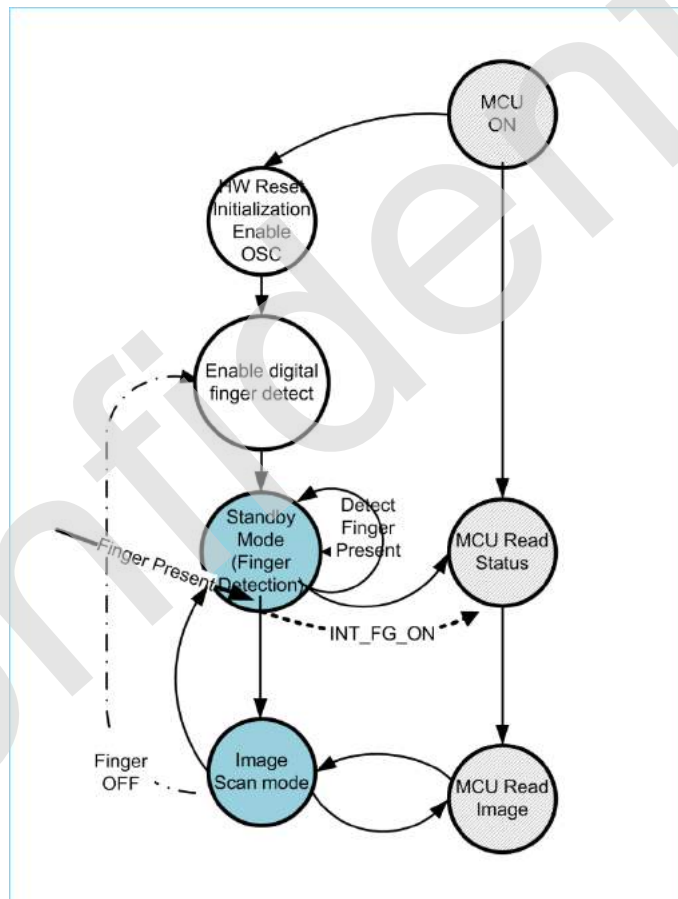 MCU
ON
HW Reset
Initialization
Enable
OSC
Enable digital
finger detect
Standby
Mode
(Finger
Detection)
Detect
Finger
Present
MCU Read
Status
Finger Present
INT_FG_ON
Finger
OFF
Image
Scan mode
MCU Read
Image
onfident